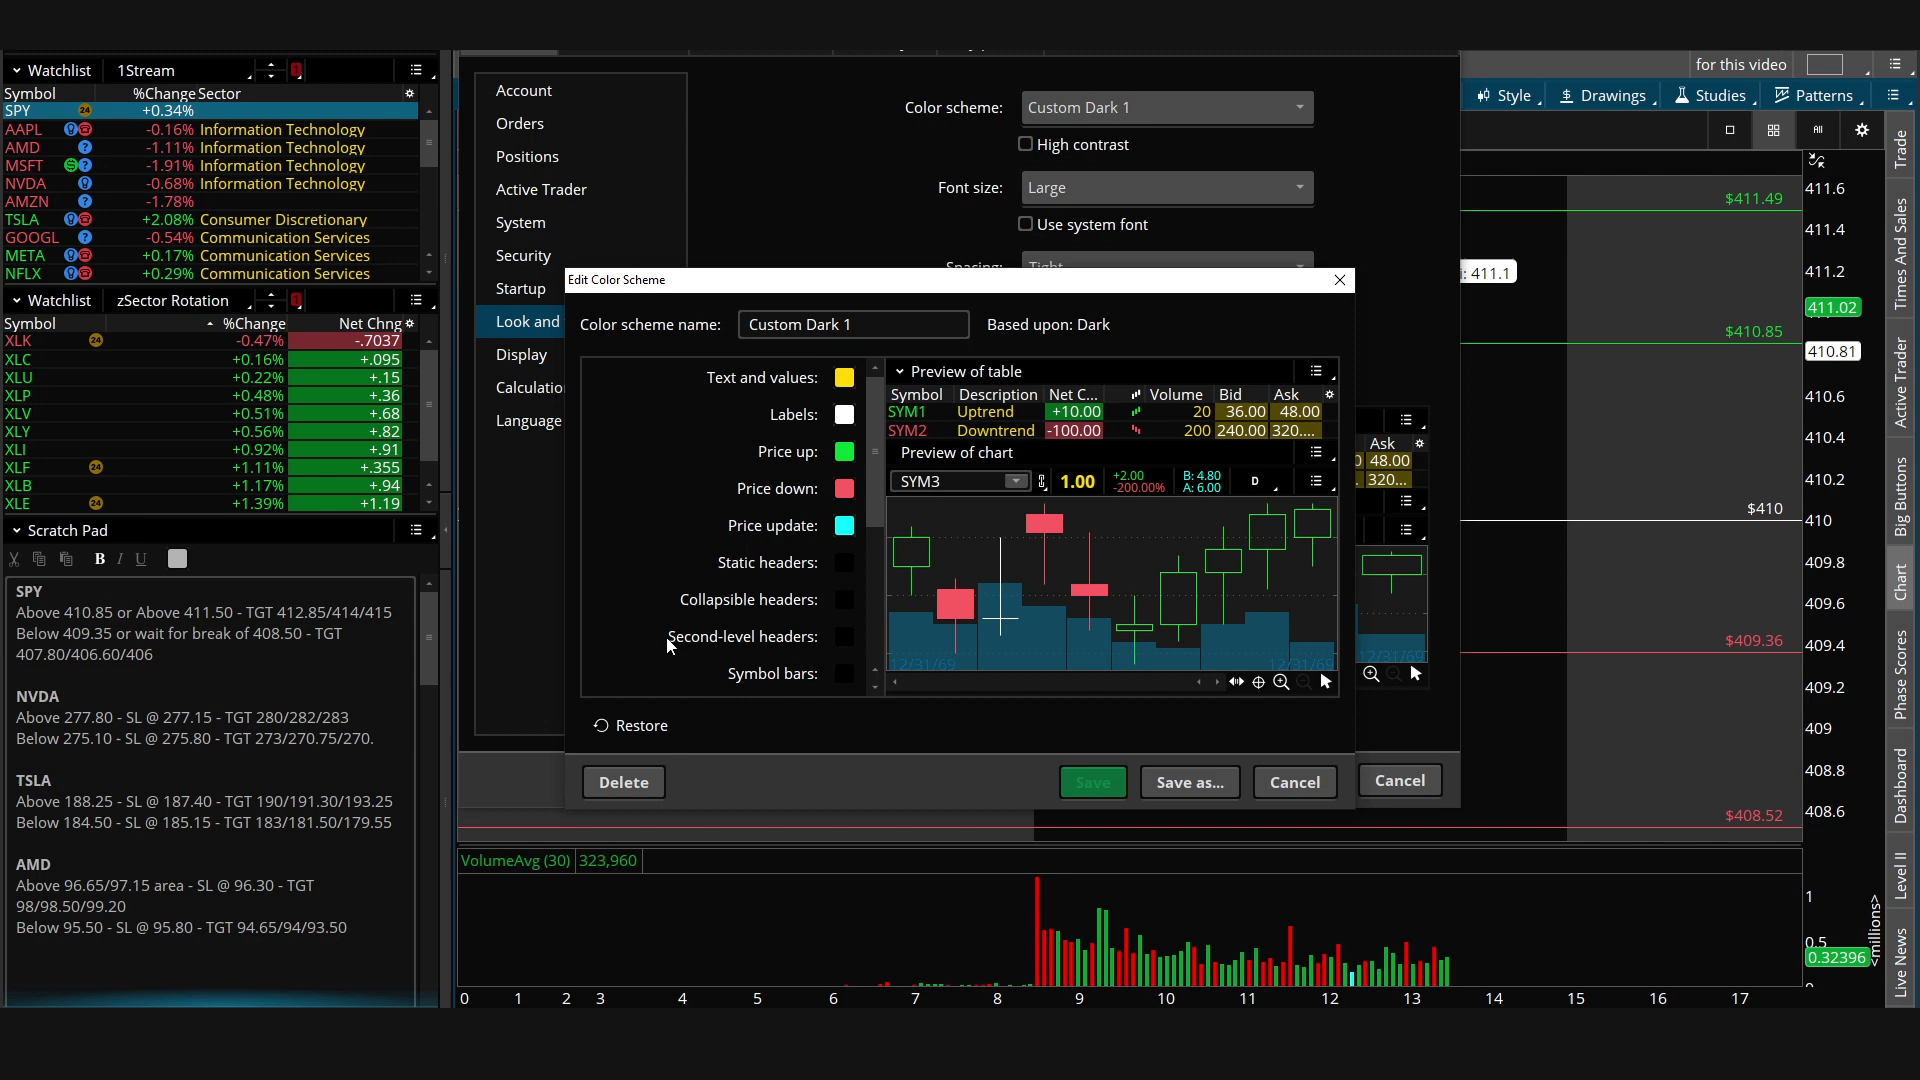 Watchlist 1Stream
Symbol %Change Sector
SPY 24 +0.34%
AAPL -0.16% Information Technology
AMD ? -1.11% Information Technology
MSFT $ ? -1.91% Information Technology
NVDA -0.68% Information Technology
AMZN ? -1.78%
TSLA +2.08% Consumer Discretionary
GOOGL ? -0.54% Communication Services
META +0.17% Communication Services
NFLX +0.29% Communication Services
Watchlist zSector Rotation
Symbol %Change Net Chng
XLK 24 -0.47% -.7037
XLC +0.16% +.095
XLU +0.22% +.15
XLP +0.48% +.36
XLV +0.51% +.68
XLY +0.56% +.82
XLI +0.92% +.91
XLF 24 +1.11% +.355
XLB +1.17% +.94
XLE 24 +1.39% +1.19
Scratch Pad
B I U
SPY
Above 410.85 or Above 411.50 - TGT 412.85/414/415
Below 409.35 or wait for break of 408.50 - TGT
407.80/406.60/406
NVDA
Above 277.80 - SL @ 277.15 - TGT 280/282/283
Below 275.10 - SL @ 275.80 - TGT 273/270.75/270.
TSLA
Above 188.25 - SL @ 187.40 - TGT 190/191.30/193.25
Below 184.50 - SL @ 185.15 - TGT 183/181.50/179.55
AMD
Above 96.65/97.15 area - SL @ 96.30 - TGT
98/98.50/99.20
Below 95.50 - SL @ 95.80 - TGT 94.65/94/93.50
Account
Orders
Positions
Active Trader
System
Security
Startup
Look and
Display
Calculatio
Language
Color scheme: Custom Dark 1
High contrast
Font size: Large
Use system font
Spacing: Tight
Edit Color Scheme
Color scheme name: Custom Dark 1 Based upon: Dark
Text and values:
Labels:
Price up:
Price down:
Price update:
Static headers:
Collapsible headers:
Second-level headers:
Symbol bars:
Preview of table
Symbol Description Net C... Volume Bid Ask
SYM1 Uptrend +10.00 20 36.00 48.00
SYM2 Downtrend -100.00 200 240.00 320....
Preview of chart
SYM3 1.00 +2.00 -200.00% B: 4.80 A: 6.00 D
12/31/69 12/31/69
Restore
Delete Save Save as... Cancel
Ask
0 48.00
320...
12/31/69
Cancel
for this video
Style Drawings Studies Patterns
All
: 411.1
$411.49
$410.85
$410
$409.36
$408.52
411.6
411.4
411.2
411.02
410.81
410.6
410.4
410.2
410
409.8
409.6
409.4
409.2
409
408.8
408.6
VolumeAvg (30) 323,960
1
0.5
0.32396
<millions>
0 1 2 3 4 5 6 7 8 9 10 11 12 13 14 15 16 17
Trade
Times And Sales
Active Trader
Big Buttons
Chart
Phase Scores
Dashboard
Level II
Live News